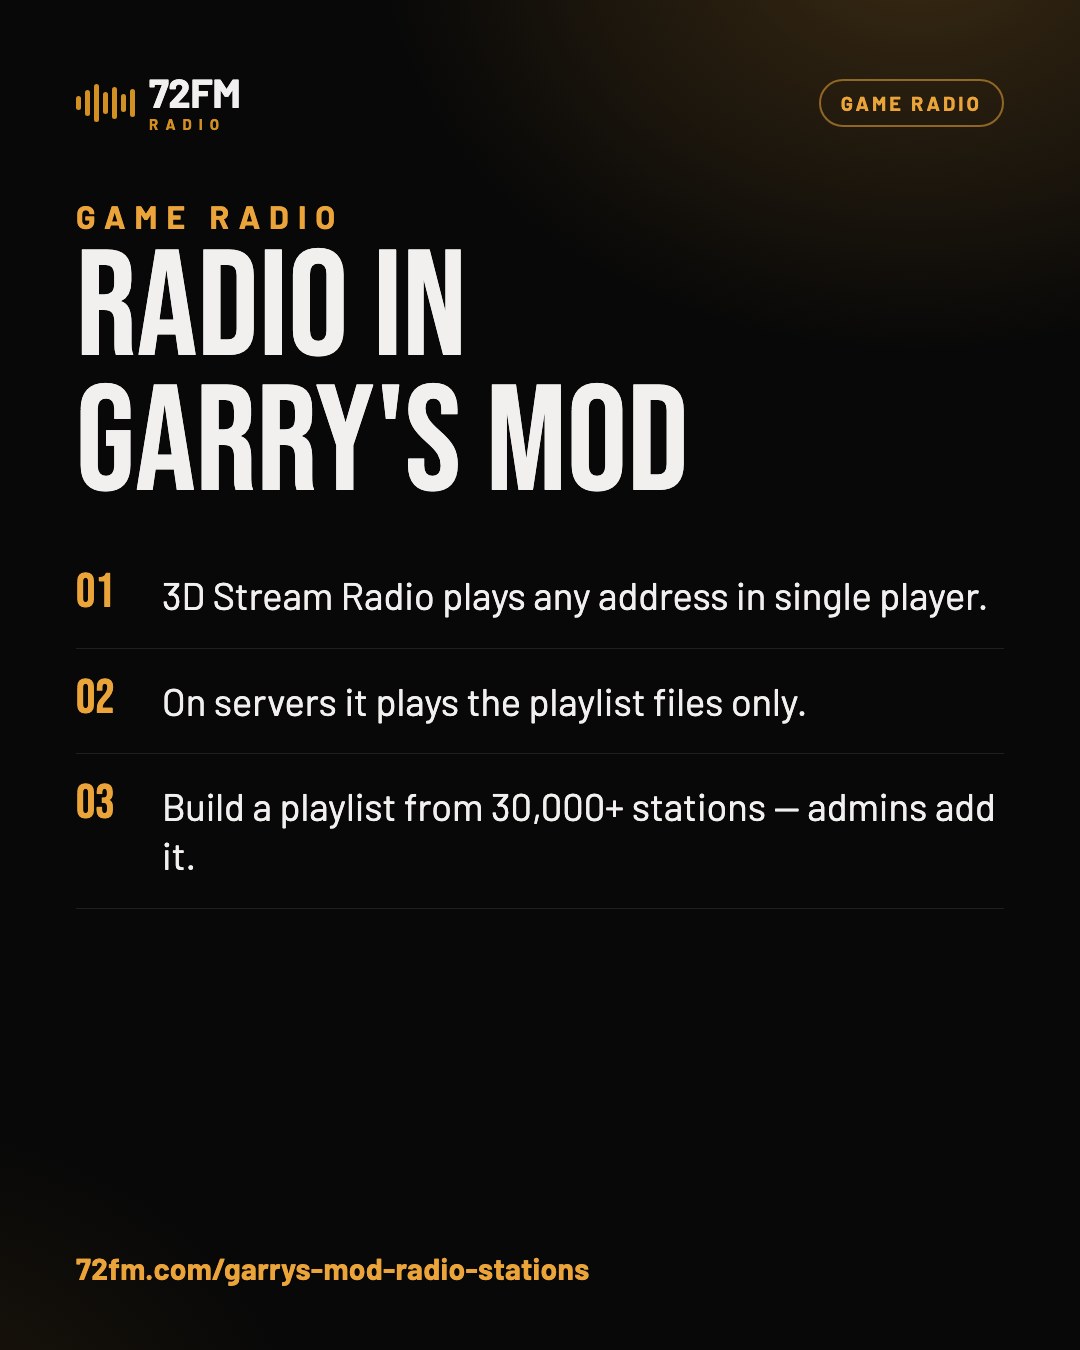 72FM
RADIO
GAME RADIO
GAME RADIO
RADIO IN
GARRY'S MOD
01 3D Stream Radio plays any address in single player.
02 On servers it plays the playlist files only.
03 Build a playlist from 30,000+ stations — admins add
it.
72fm.com/garrys-mod-radio-stations